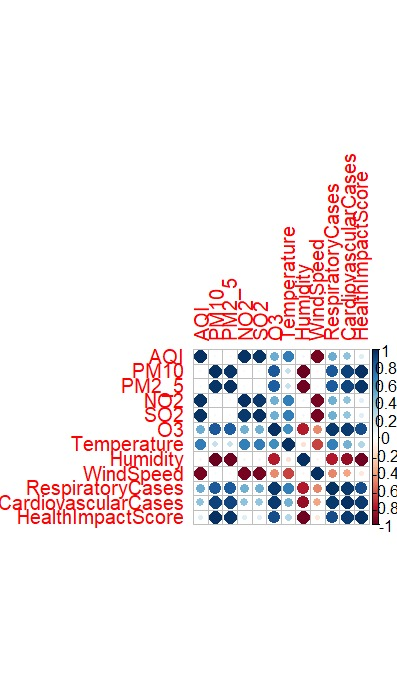 AQI
PM10
PM2_5
NO2
SO2
O3
Temperature
Humidity
WindSpeed
RespiratoryCases
CardiovascularCases
HealthImpactScore
AQI
PM10
PM2_5
NO2
SO2
O3
Temperature
Humidity
WindSpeed
RespiratoryCases
CardiovascularCases
HealthImpactScore
1
0.8
0.6
0.4
0.2
0
-0.2
-0.4
-0.6
-0.8
-1